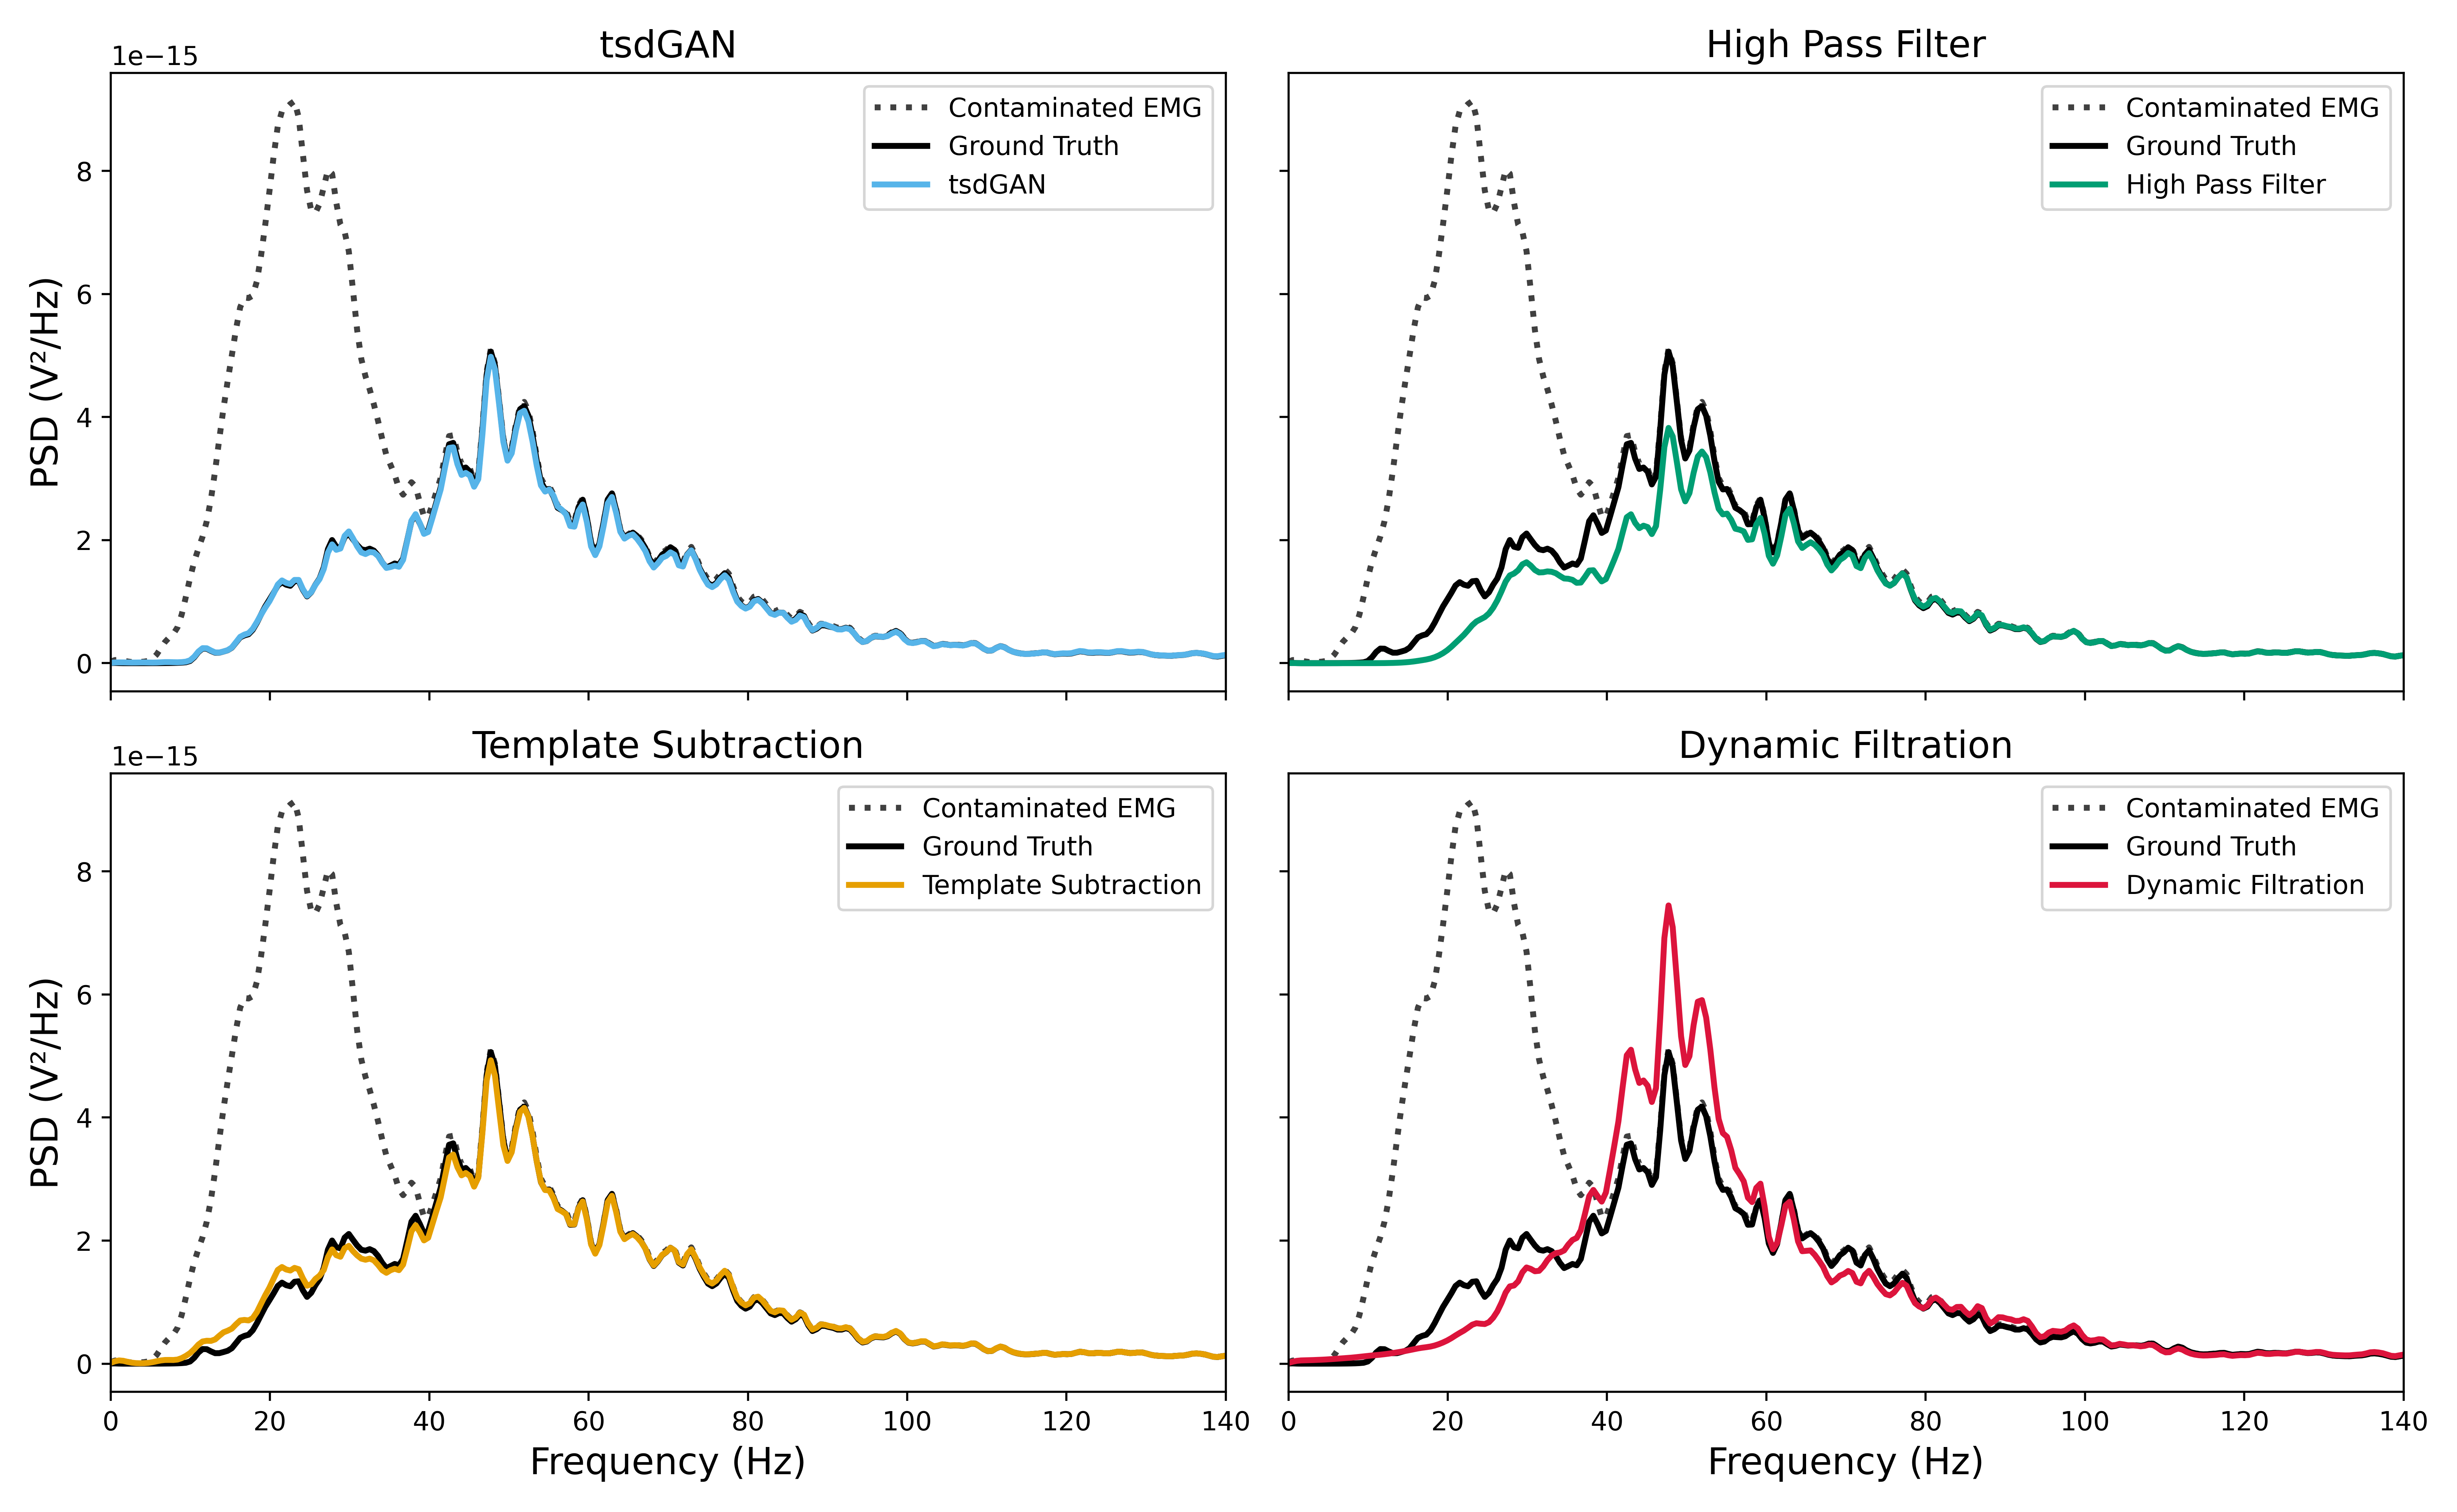 tsdGAN
1e−15
Contaminated EMG
Ground Truth
tsdGAN
PSD (V²/Hz)
8
6
4
2
0
High Pass Filter
Contaminated EMG
Ground Truth
High Pass Filter
Template Subtraction
1e−15
Contaminated EMG
Ground Truth
Template Subtraction
PSD (V²/Hz)
8
6
4
2
0
0 20 40 60 80 100 120 140
Frequency (Hz)
Dynamic Filtration
Contaminated EMG
Ground Truth
Dynamic Filtration
0 20 40 60 80 100 120 140
Frequency (Hz)